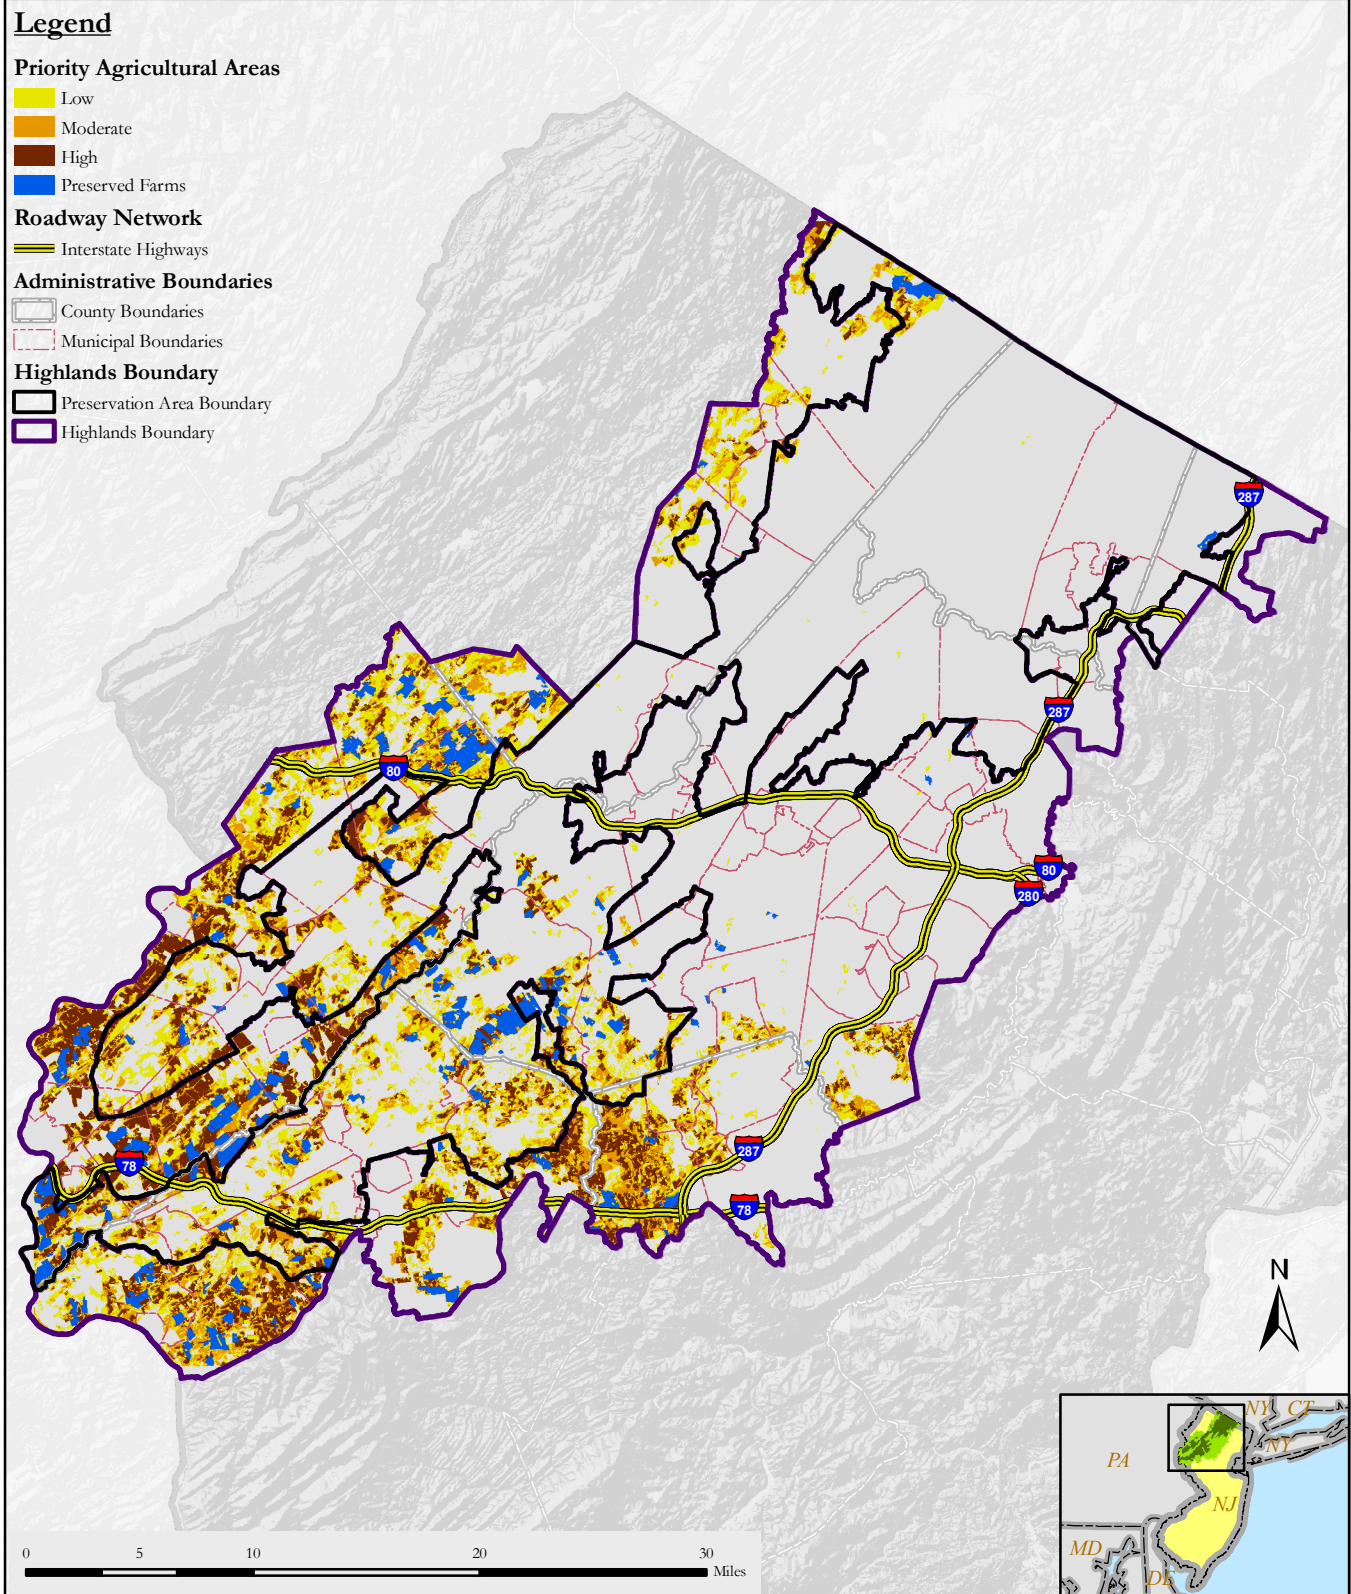 Legend
Priority Agricultural Areas
Low
Moderate
High
Preserved Farms
Roadway Network
Interstate Highways
Administrative Boundaries
County Boundaries
Municipal Boundaries
Highlands Boundary
Preservation Area Boundary
Highlands Boundary
287
287
80
80
280
287
78
78
N
NY CT
NY
PA
NJ
MD
DE
0 5 10 20 30
Miles